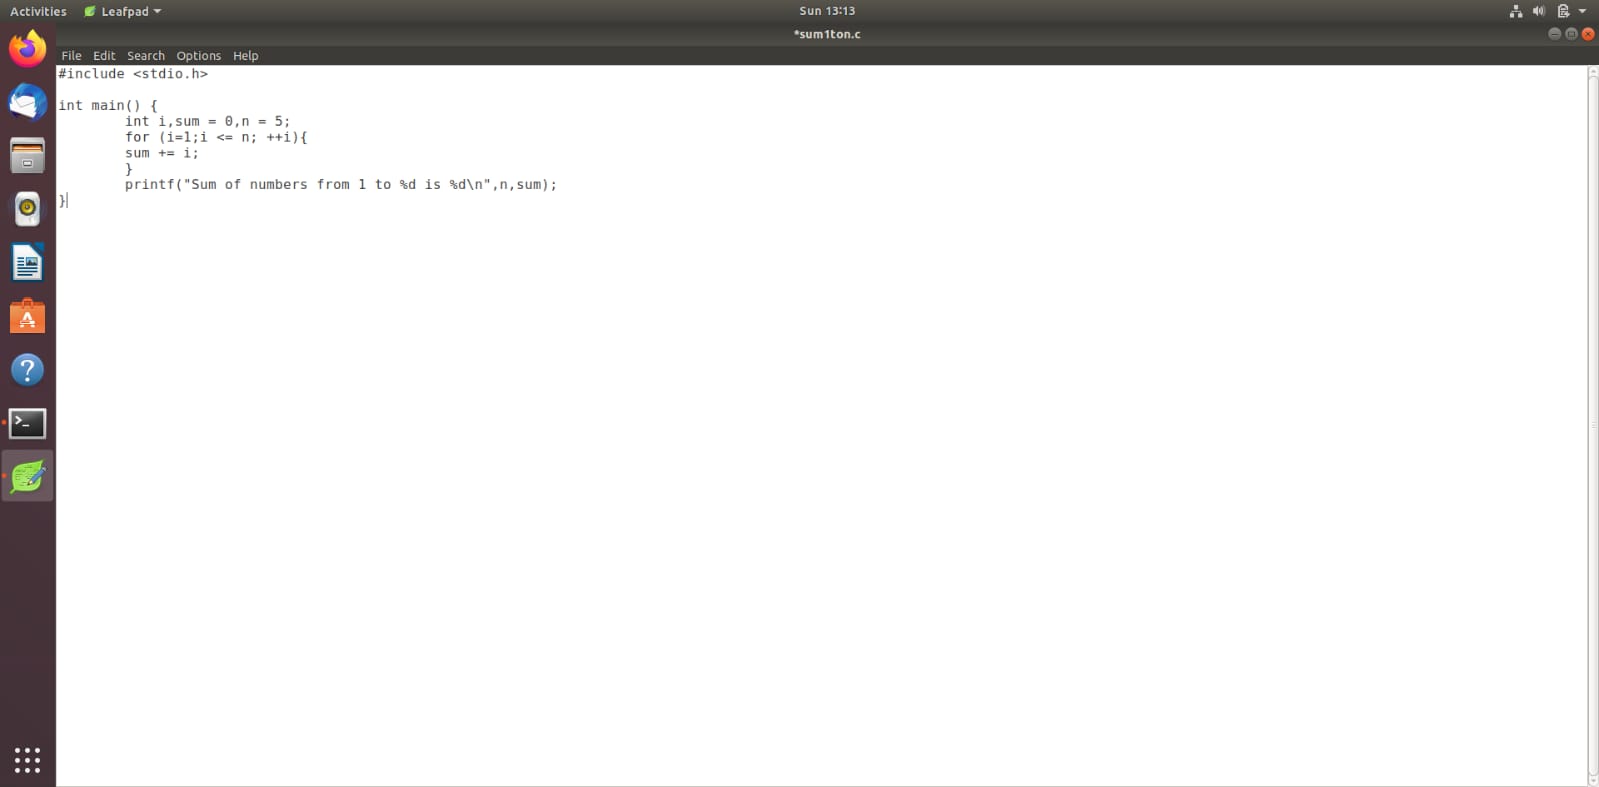 Activities Leafpad Sun 13:13
*sum1ton.c
File Edit Search Options Help
#include <stdio.h>

int main() {
        int i,sum = 0,n = 5;
        for (i=1;i <= n; ++i){
        sum += i;
        }
        printf("Sum of numbers from 1 to %d is %d\n",n,sum);
}